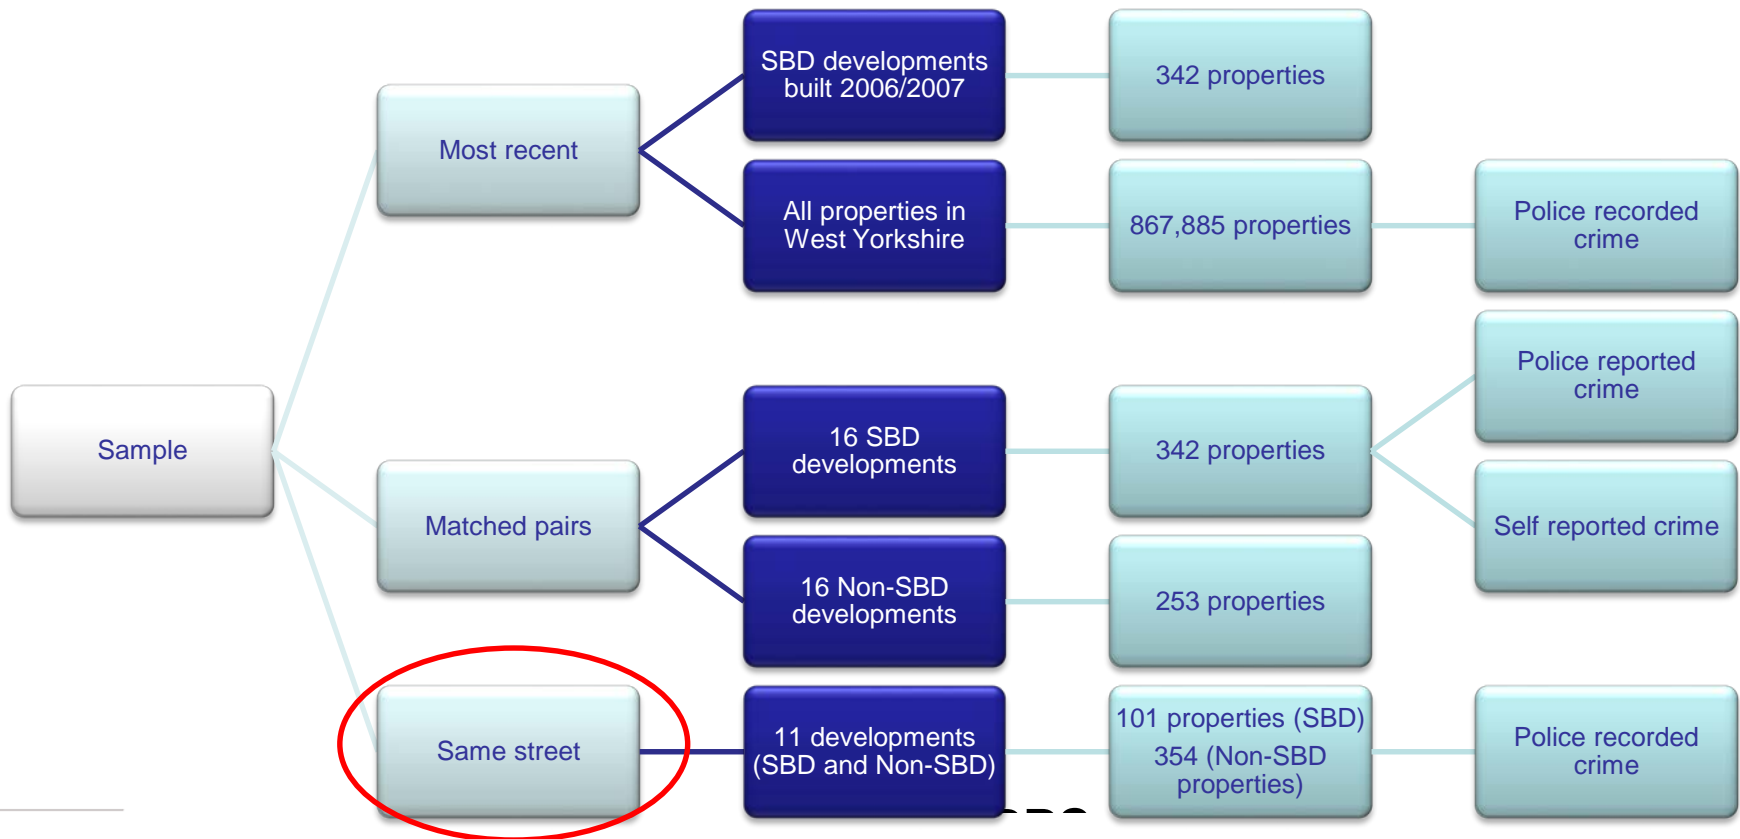 SBD developments
built 2006/2007
342 properties
Most recent
All properties in
West Yorkshire
867,885 properties
Police recorded
crime
Sample
Police reported
crime
16 SBD
developments
342 properties
Matched pairs
Self reported crime
16 Non-SBD
developments
253 properties
Same street
11 developments
(SBD and Non-SBD)
101 properties (SBD)
354 (Non-SBD
properties)
Police recorded
crime